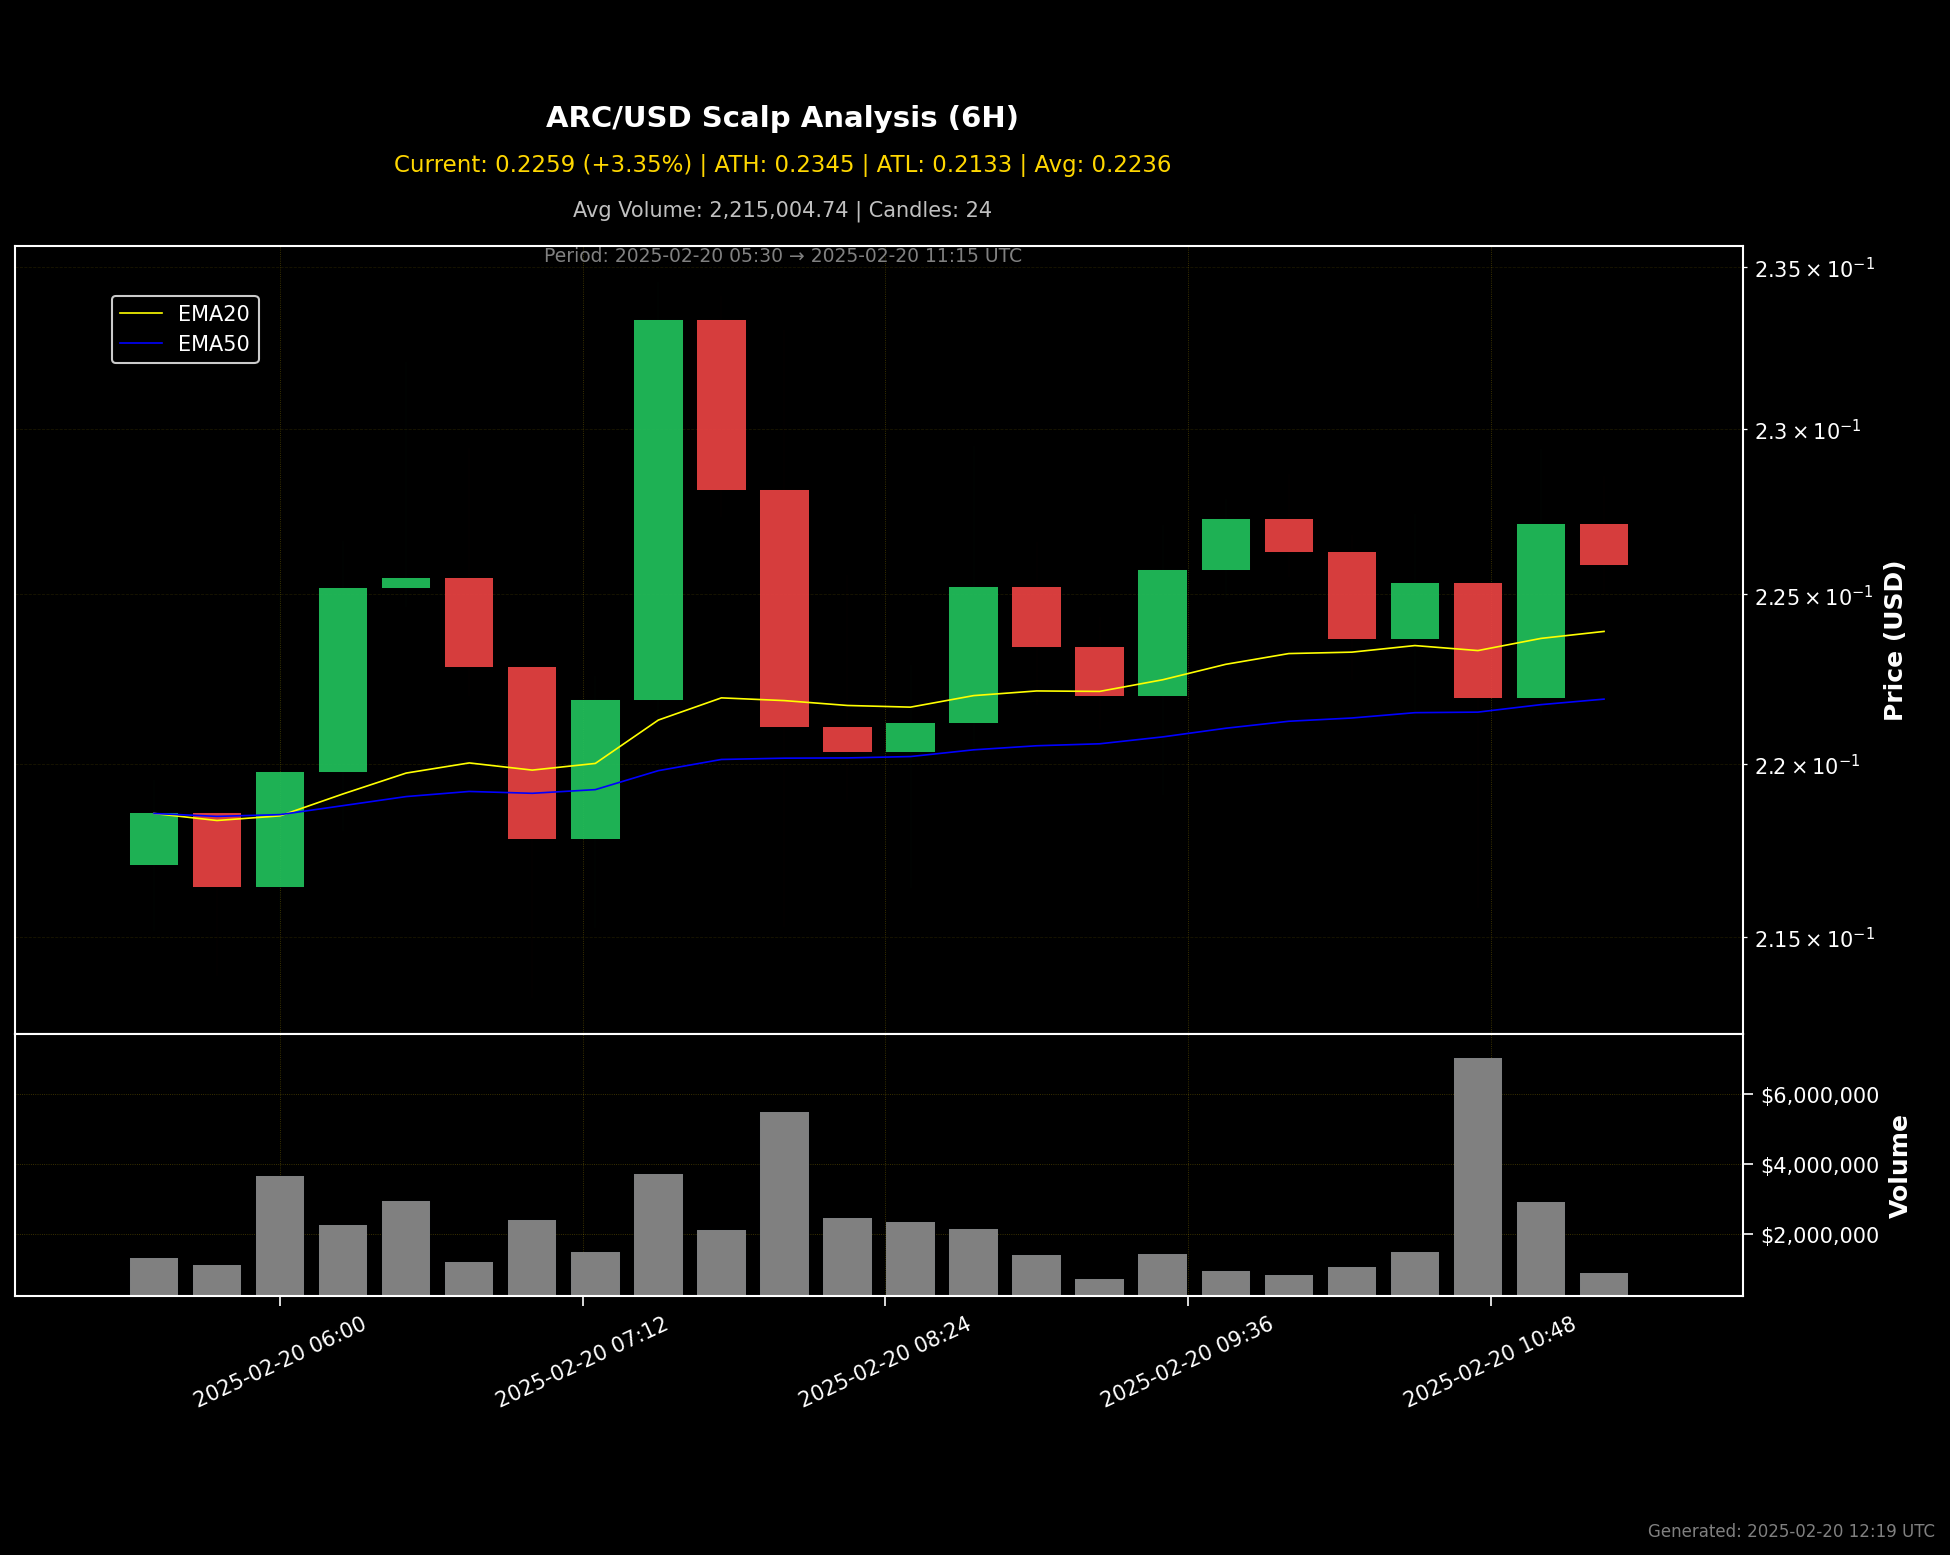 ARC/USD Scalp Analysis (6H)
Current: 0.2259 (+3.35%) | ATH: 0.2345 | ATL: 0.2133 | Avg: 0.2236
Avg Volume: 2,215,004.74 | Candles: 24
Period: 2025-02-20 05:30 → 2025-02-20 11:15 UTC
EMA20
EMA50
2.35 × 10⁻¹
2.3 × 10⁻¹
2.25 × 10⁻¹
2.2 × 10⁻¹
2.15 × 10⁻¹
Price (USD)
$6,000,000
$4,000,000
$2,000,000
Volume
2025-02-20 06:00
2025-02-20 07:12
2025-02-20 08:24
2025-02-20 09:36
2025-02-20 10:48
Generated: 2025-02-20 12:19 UTC